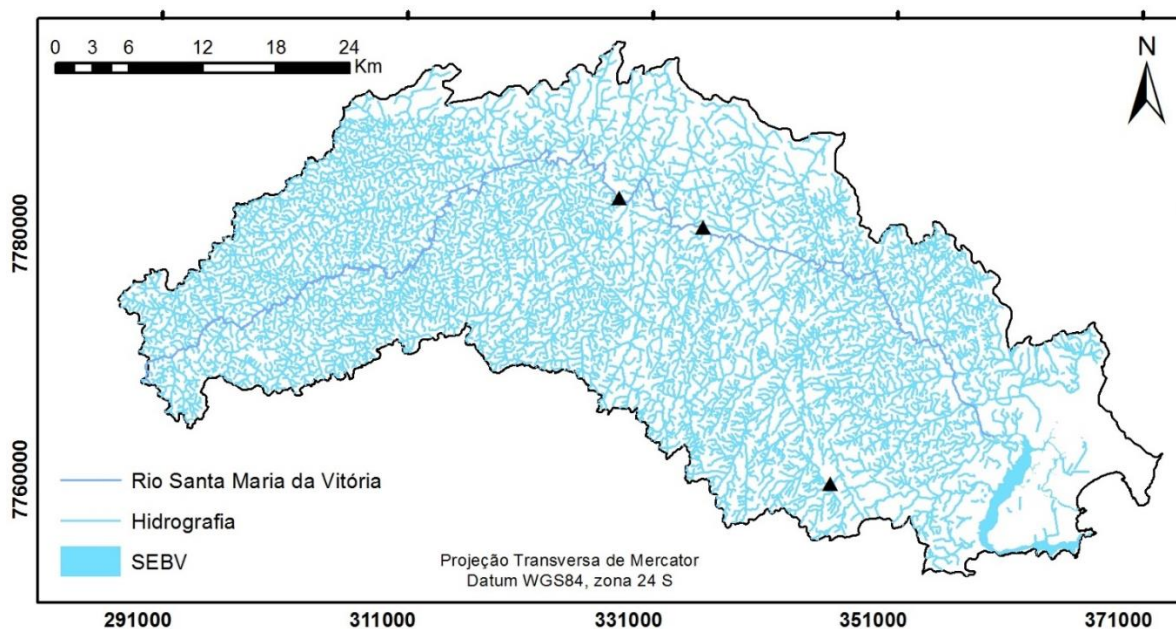 0 3 6 12 18 24
Km
N
7780000
7760000
Rio Santa Maria da Vitória
Hidrografia
SEBV
Projeção Transversa de Mercator
Datum WGS84, zona 24 S
291000 311000 331000 351000 371000